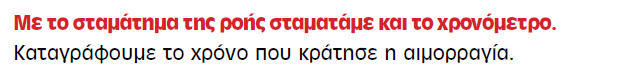 Με το σταμάτημα της ροής σταματάμε και το χρονόμετρο.
Καταγράφουμε το χρόνο που κράτησε η αιμορραγία.